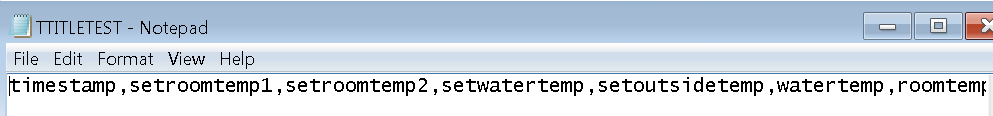 TTITLETEST - Notepad
File Edit Format View Help
timestamp,setroomtemp1,setroomtemp2,setwatertemp,setoutsidetemp,watertemp,roomtemp